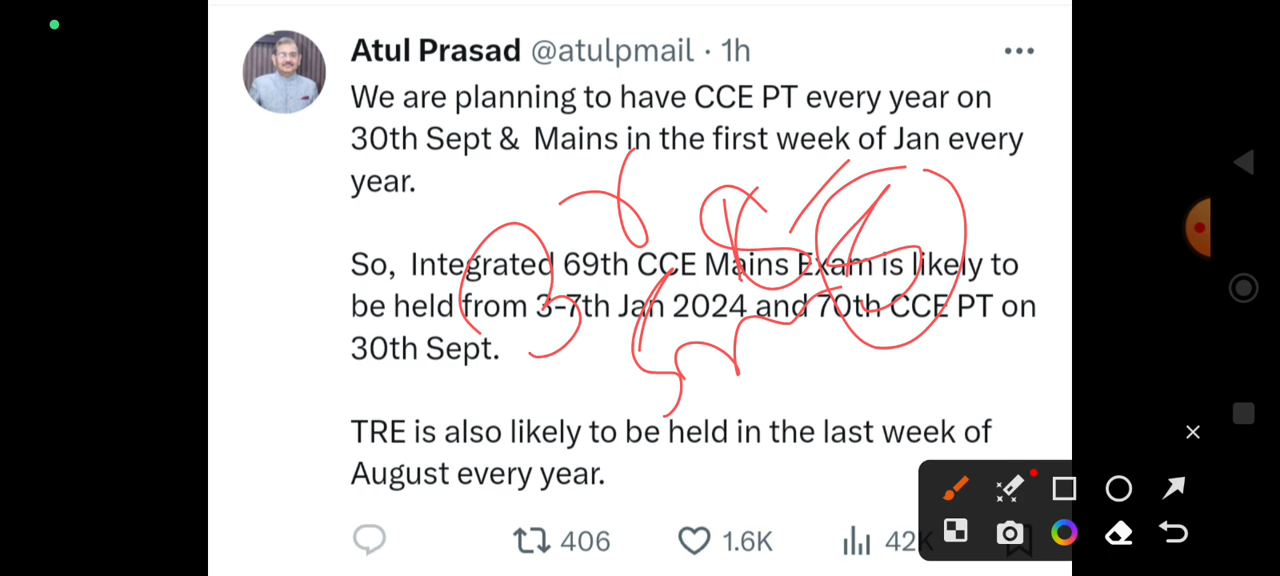 Atul Prasad @atulpmail · 1h
We are planning to have CCE PT every year on
30th Sept & Mains in the first week of Jan every
year.
So, Integrated 69th CCE Mains Exam is likely to
be held from 3-7th Jan 2024 and 70th CCE PT on
30th Sept.
TRE is also likely to be held in the last week of
August every year.
406 1.6K 42